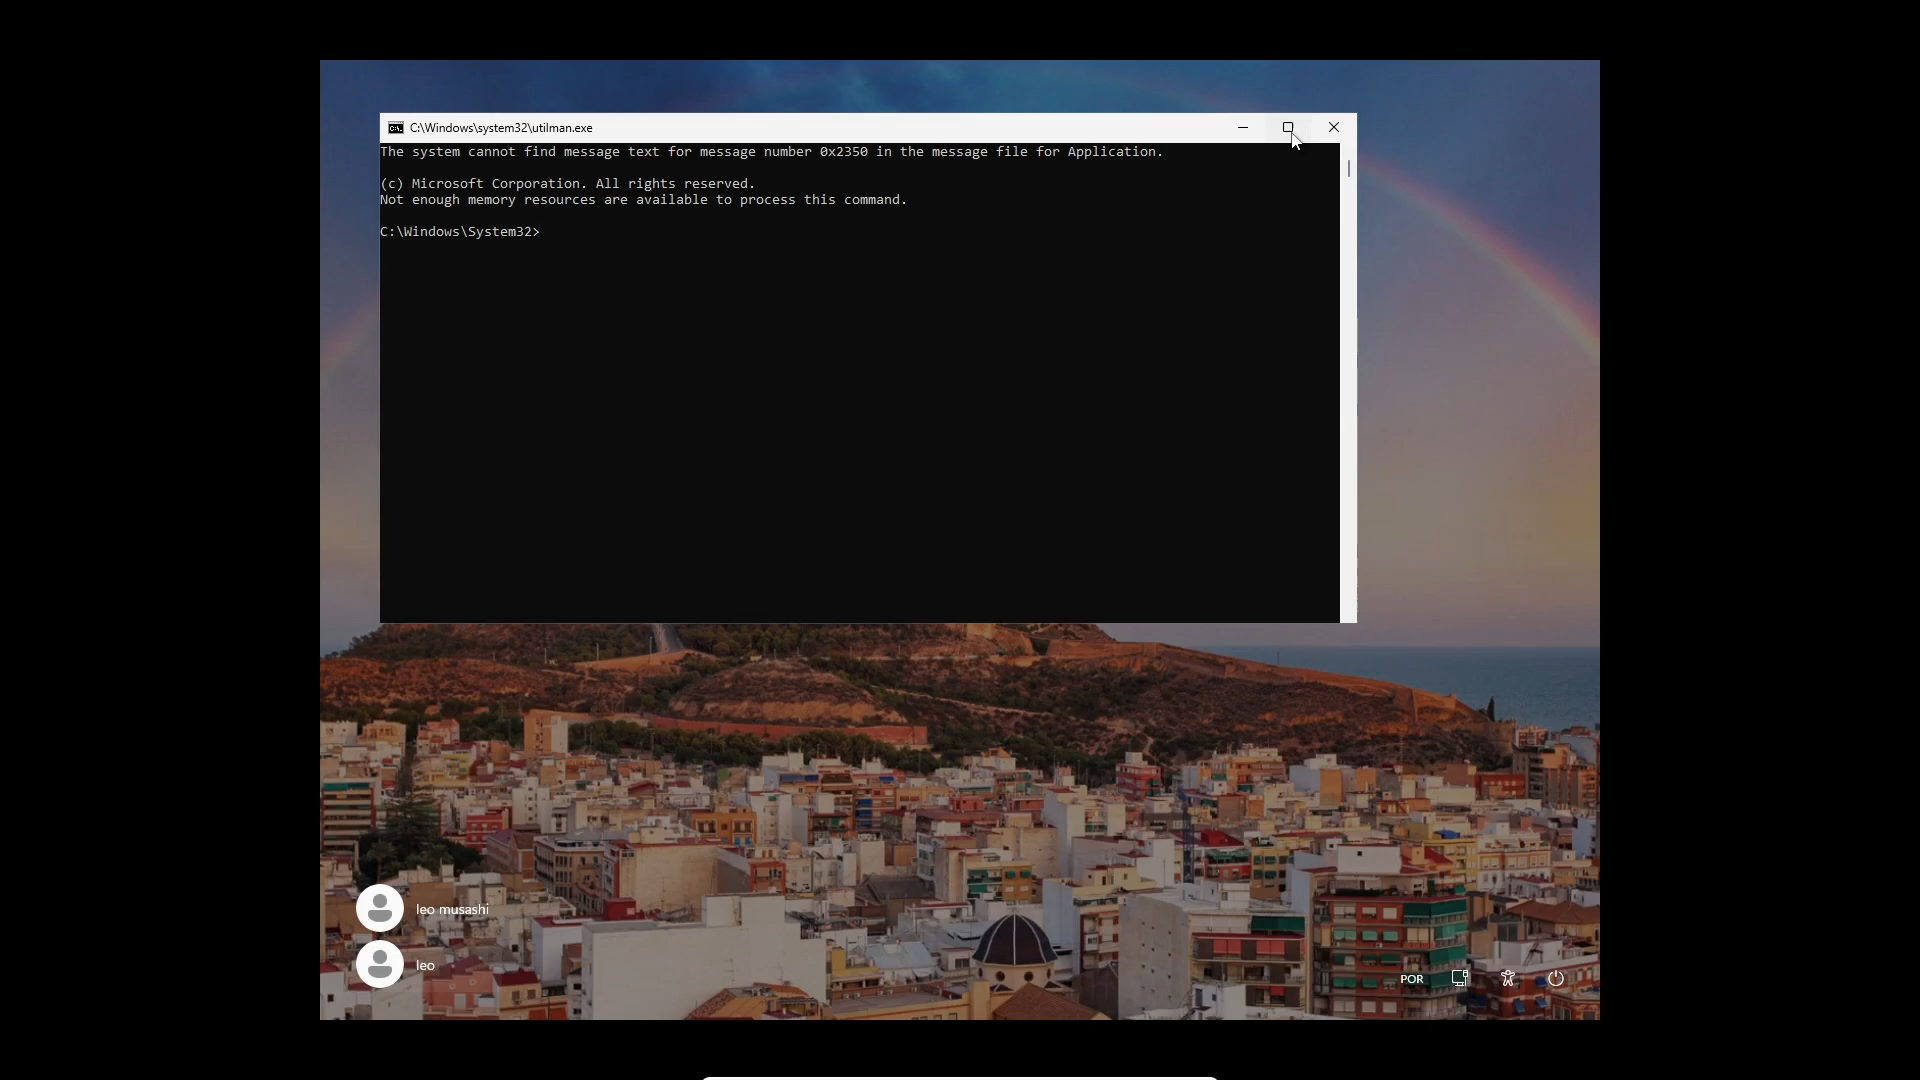 C:\Windows\system32\utilman.exe
The system cannot find message text for message number 0x2350 in the message file for Application.
(c) Microsoft Corporation. All rights reserved.
Not enough memory resources are available to process this command.
C:\Windows\System32>
leo musashi
leo
POR